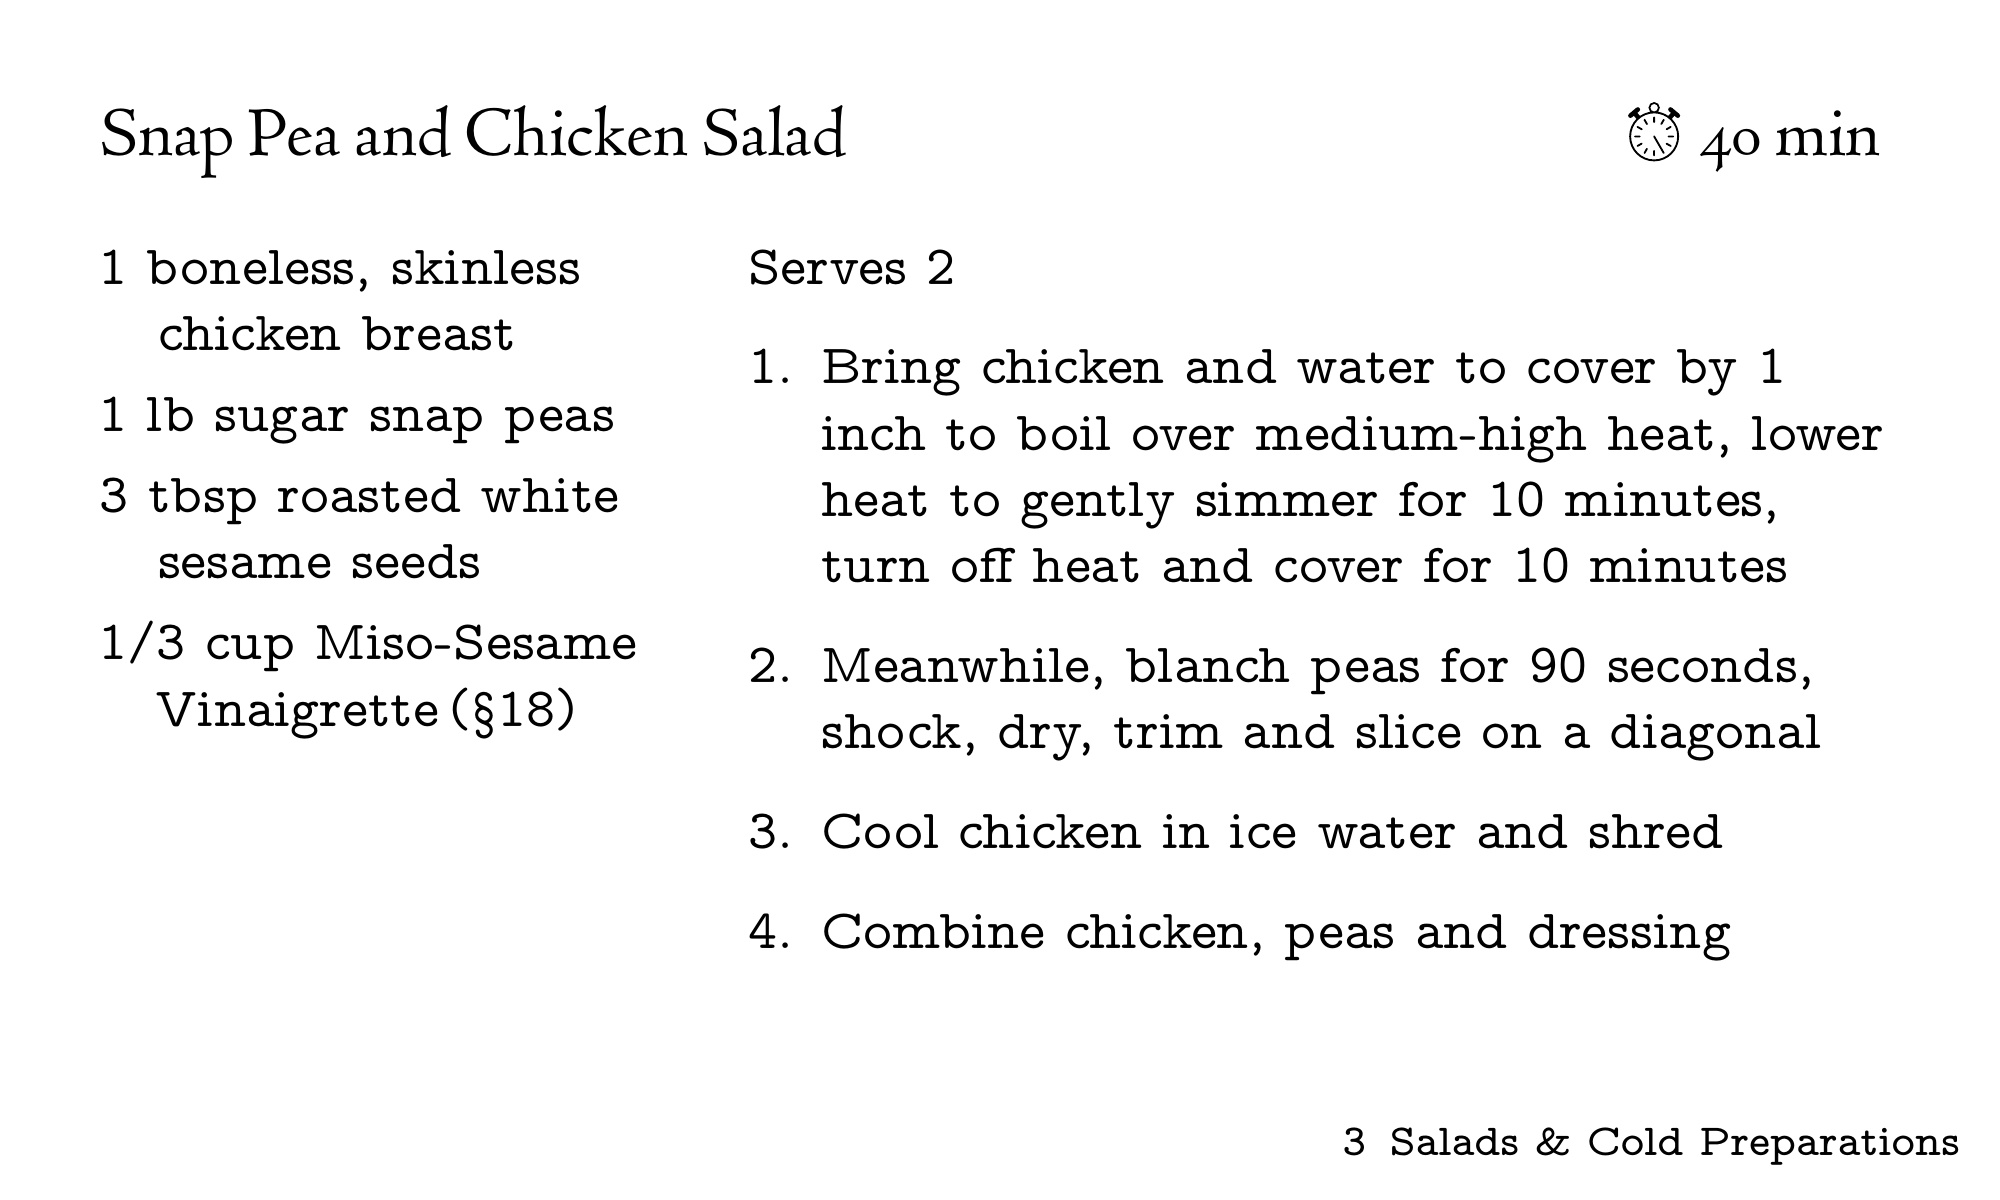 Snap Pea and Chicken Salad
⏱ 40 min
1 boneless, skinless
chicken breast
1 lb sugar snap peas
3 tbsp roasted white
sesame seeds
1/3 cup Miso-Sesame
Vinaigrette (§18)
Serves 2
1. Bring chicken and water to cover by 1
inch to boil over medium-high heat, lower
heat to gently simmer for 10 minutes,
turn off heat and cover for 10 minutes
2. Meanwhile, blanch peas for 90 seconds,
shock, dry, trim and slice on a diagonal
3. Cool chicken in ice water and shred
4. Combine chicken, peas and dressing
3 Salads & Cold Preparations